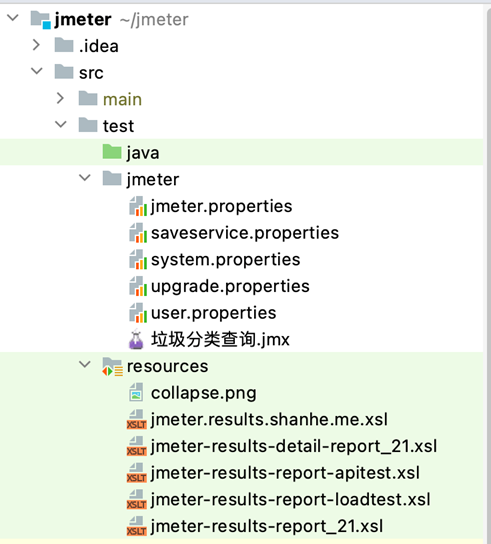 jmeter ~/jmeter
.idea
src
main
test
java
jmeter
jmeter.properties
saveservice.properties
system.properties
upgrade.properties
user.properties
垃圾分类查询.jmx
resources
collapse.png
XSLT jmeter.results.shanhe.me.xsl
XSLT jmeter-results-detail-report_21.xsl
XSLT jmeter-results-report-apitest.xsl
XSLT jmeter-results-report-loadtest.xsl
XSLT jmeter-results-report_21.xsl